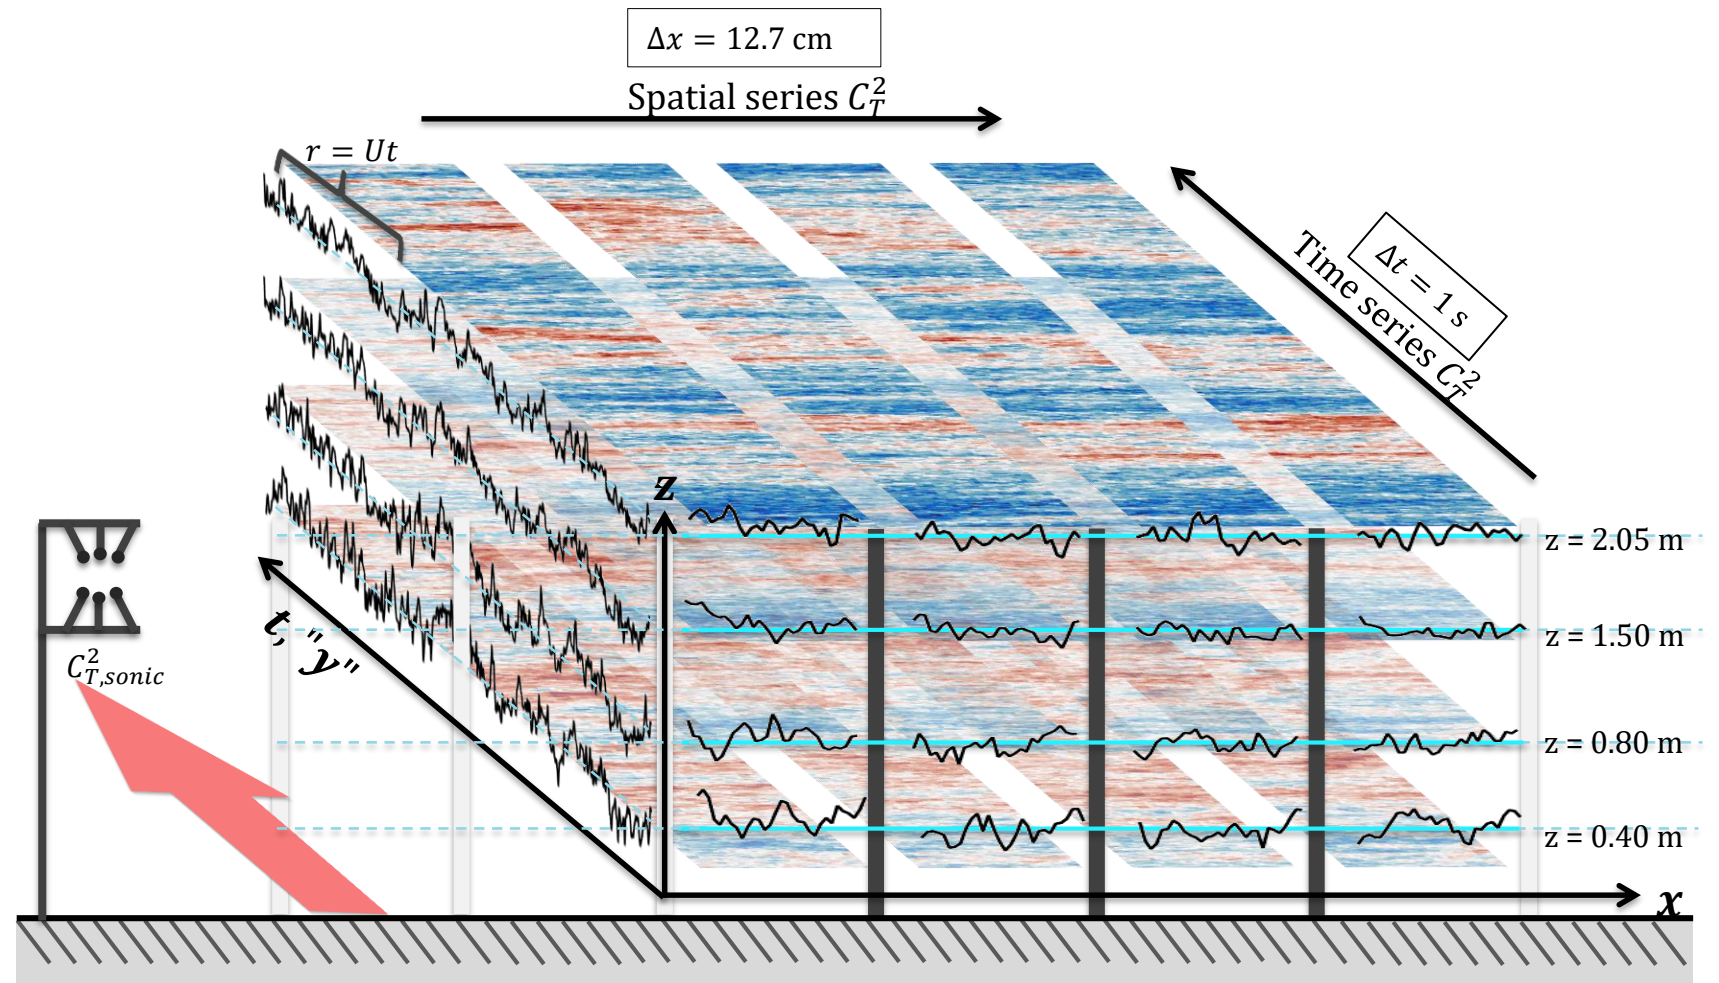 Δx = 12.7 cm
Spatial series C_T^2
r = Ut
Δt = 1 s
Time series C_T^2
z
z = 2.05 m
z = 1.50 m
z = 0.80 m
z = 0.40 m
t, "y"
C_{T,sonic}^2
x